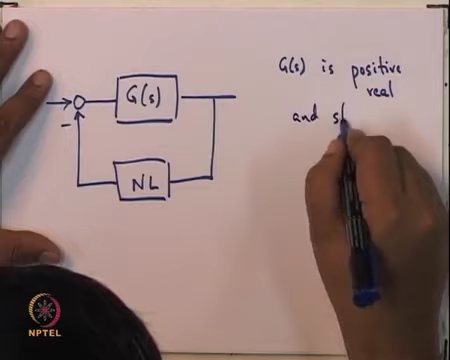 G(s) is positive
real
and s
G(s)
-
NL
NPTEL